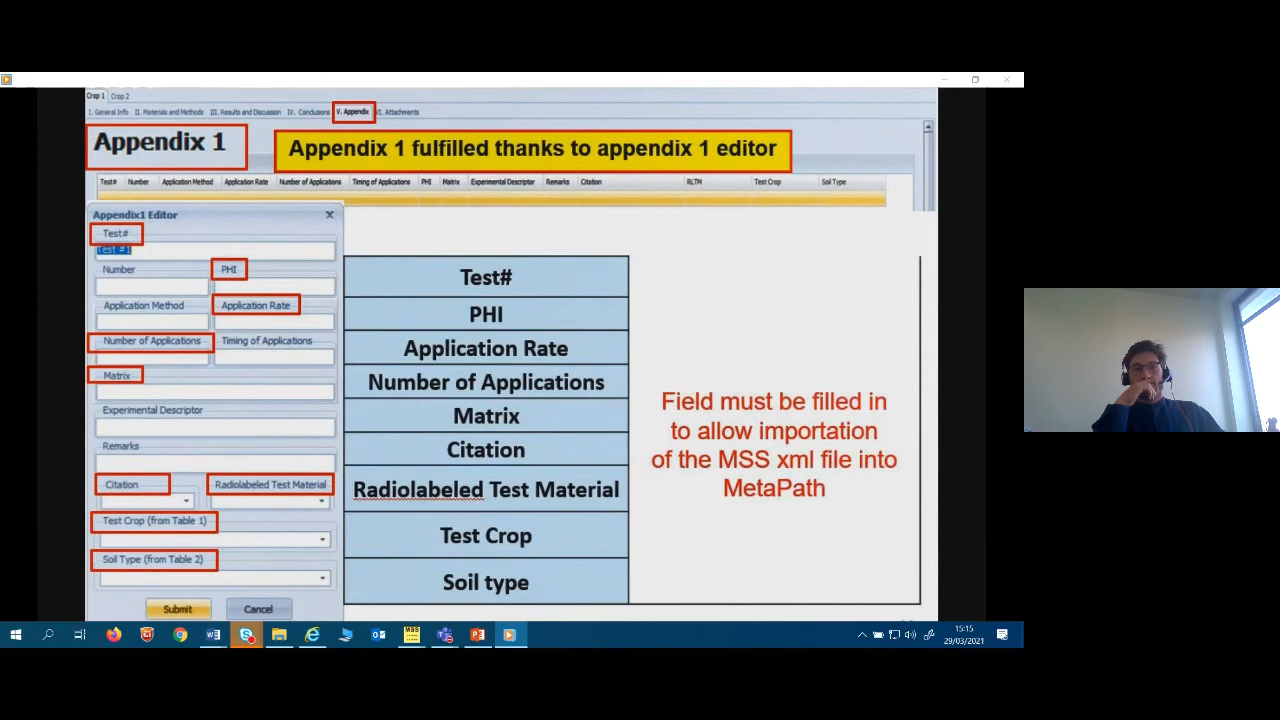 Crop 1 Crop 2
I. General Info II. Materials and Methods III. Results and Discussion IV. Conclusions V. Appendix VI. Attachments
Appendix 1
Appendix 1 fulfilled thanks to appendix 1 editor
Test# Number Application Method Application Rate Number of Applications Timing of Applications PHI Matrix Experimental Descriptor Remarks Citation RLTM Test Crop Soil Type
Appendix1 Editor
Test#
Test #1
Number PHI
Application Method Application Rate
Number of Applications Timing of Applications
Matrix
Experimental Descriptor
Remarks
Citation Radiolabeled Test Material
Test Crop (from Table 1)
Soil Type (from Table 2)
Submit Cancel
Test#
PHI
Application Rate
Number of Applications
Matrix
Citation
Radiolabeled Test Material
Test Crop
Soil type
Field must be filled in
to allow importation
of the MSS xml file into
MetaPath
MSS
15:15
29/03/2021